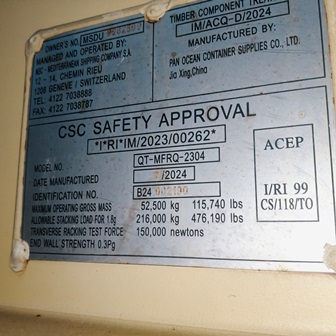 OWNER'S NO. MSDU
MANAGED AND OPERATED BY:
MSC - MEDITERRANEAN SHIPPING COMPANY S.A.
12 - 14, CHEMIN RIEU
1208 GENEVE / SWITZERLAND
TEL: 4122 7038888
FAX: 4122 7038787
TIMBER COMPONENT TREATMENT
IM/ACQ-D/2024
MANUFACTURED BY:
PAN OCEAN CONTAINER SUPPLIES CO., LTD
Jia Xing,China
CSC SAFETY APPROVAL
*I*RI*IM/2023/00262*
MODEL NO. QT-MFRQ-2304
DATE MANUFACTURED /2024
IDENTIFICATION NO. B24
MAXIMUM OPERATING GROSS MASS 52,500 kg 115,740 lbs
ALLOWABLE STACKING LOAD FOR 1.8g 216,000 kg 476,190 lbs
TRANSVERSE RACKING TEST FORCE 150,000 newtons
END WALL STRENGTH 0.3Pg
ACEP
I/RI 99
CS/118/TO